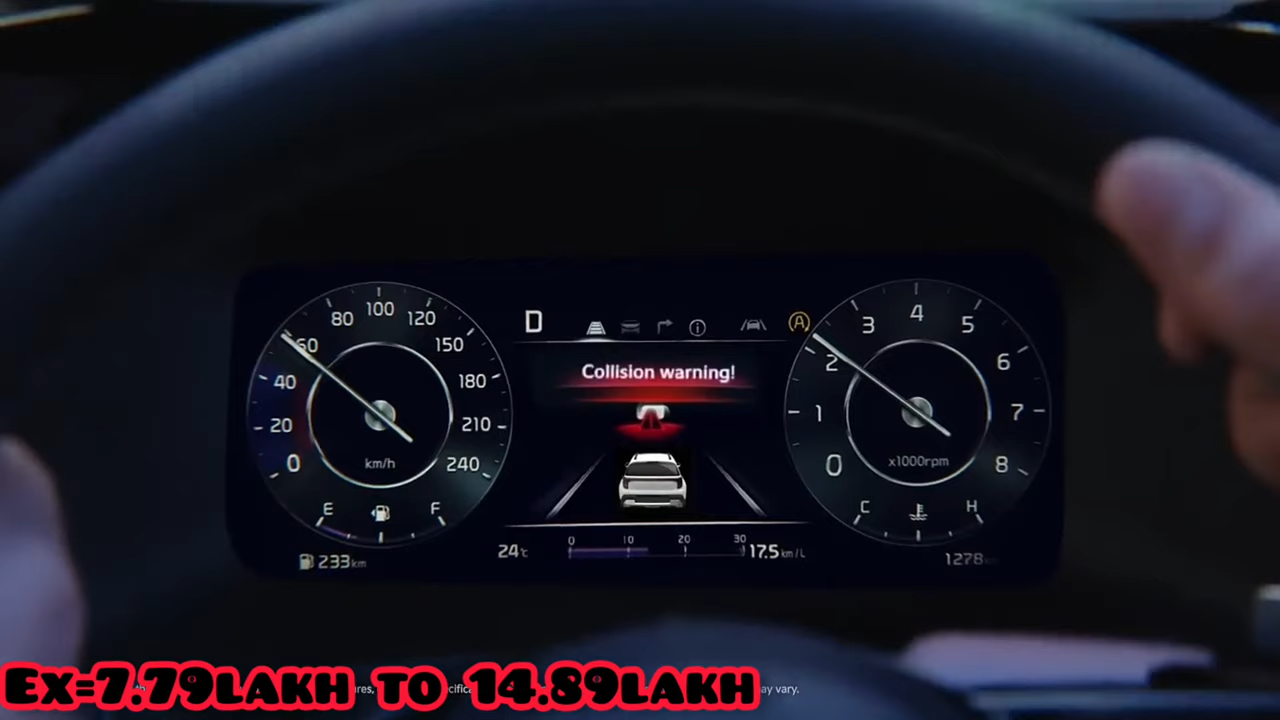 80 100 120
60 150
40 180
20 210
0 240
km/h
E F
233km
D
Collision warning!
24℃
0 10 20 30
17.5km/L
3 4 5
2 6
1 7
0 8
x1000rpm
C H
1278
Ex=7.79lakh to 14.89lakh
ay vary.